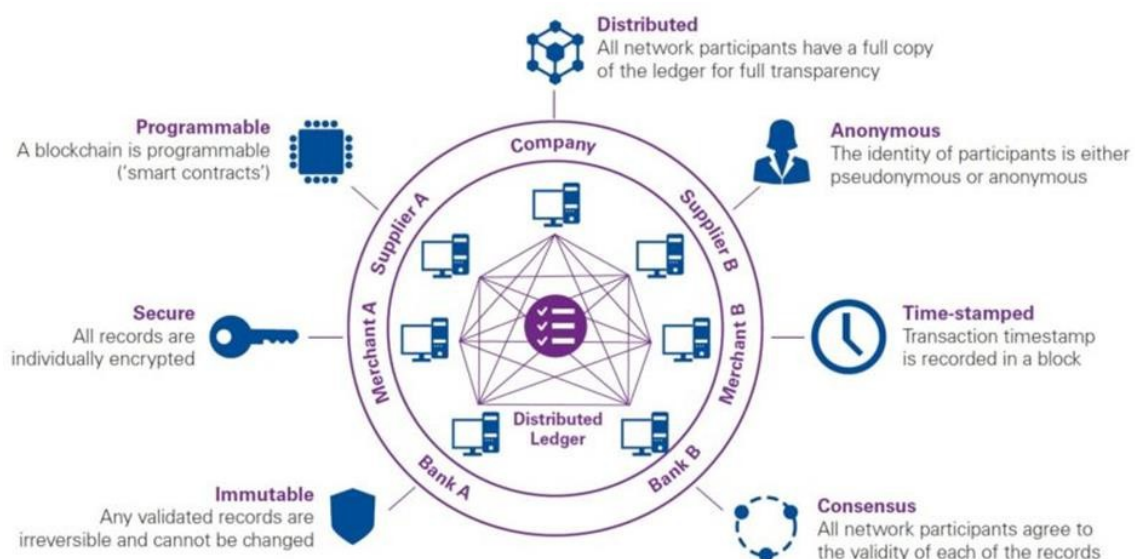 Distributed
All network participants have a full copy
of the ledger for full transparency
Programmable
A blockchain is programmable
(‘smart contracts’)
Anonymous
The identity of participants is either
pseudonymous or anonymous
Company
Supplier A
Supplier B
Secure
All records are
individually encrypted
Merchant A
Merchant B
Time-stamped
Transaction timestamp
is recorded in a block
Distributed
Ledger
Bank A
Bank B
Immutable
Any validated records are
irreversible and cannot be changed
Consensus
All network participants agree to
the validity of each of the records